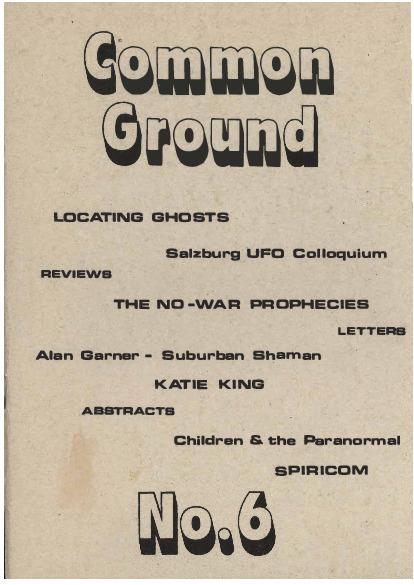 Common
Ground
LOCATING GHOSTS
Salzburg UFO Colloquium
REVIEWS
THE NO-WAR PROPHECIES
LETTERS
Alan Garner - Suburban Shaman
KATIE KING
ABSTRACTS
Children & the Paranormal
SPIRICOM
No.6